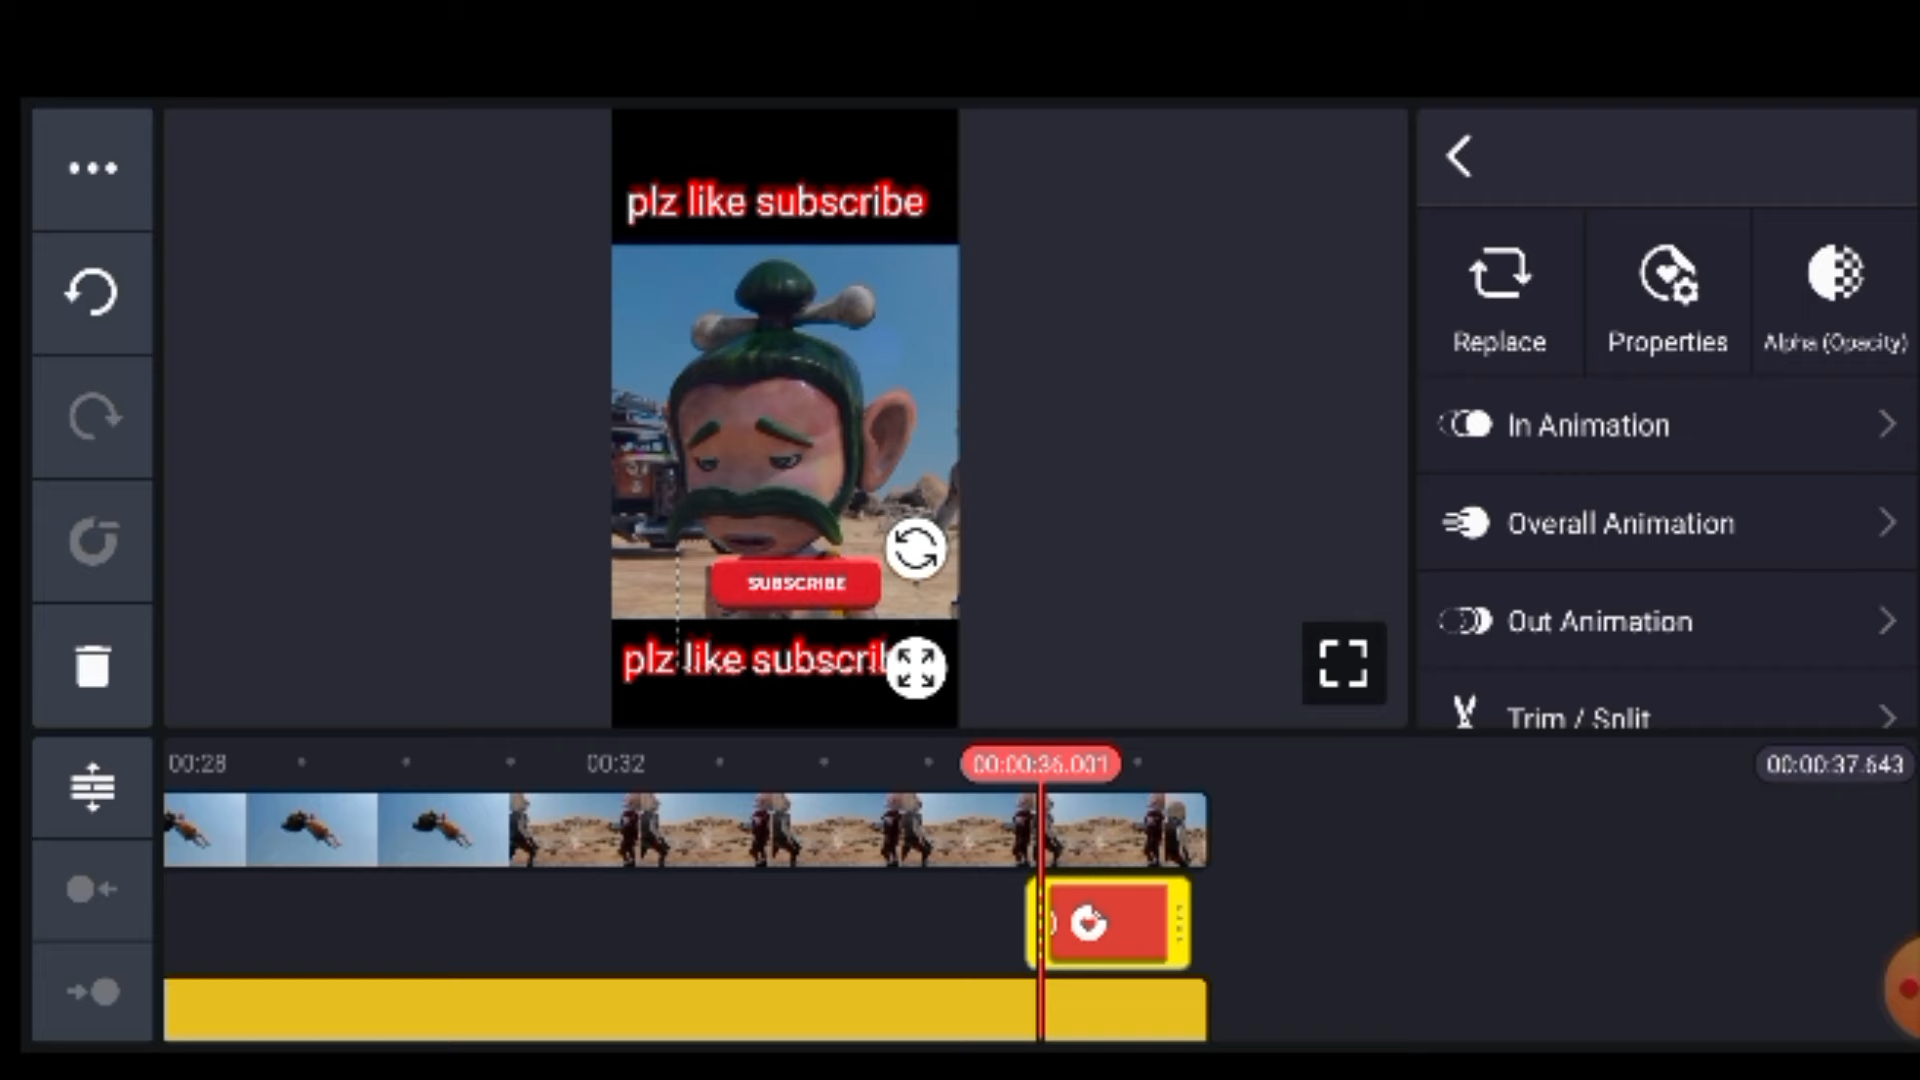 plz like subscribe
SUBSCRIBE
plz like subscrib
Replace
Properties
Alpha (Opacity)
In Animation
Overall Animation
Out Animation
Trim / Split
00:28
00:32
00:00:36.001
00:00:37.643